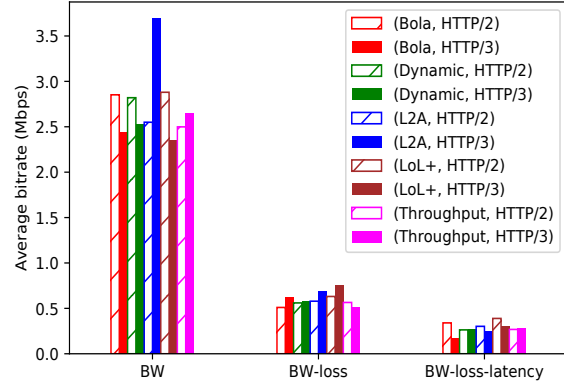 Average bitrate (Mbps)
3.5
3.0
2.5
2.0
1.5
1.0
0.5
0.0
(Bola, HTTP/2)
(Bola, HTTP/3)
(Dynamic, HTTP/2)
(Dynamic, HTTP/3)
(L2A, HTTP/2)
(L2A, HTTP/3)
(LoL+, HTTP/2)
(LoL+, HTTP/3)
(Throughput, HTTP/2)
(Throughput, HTTP/3)
BW
BW-loss
BW-loss-latency